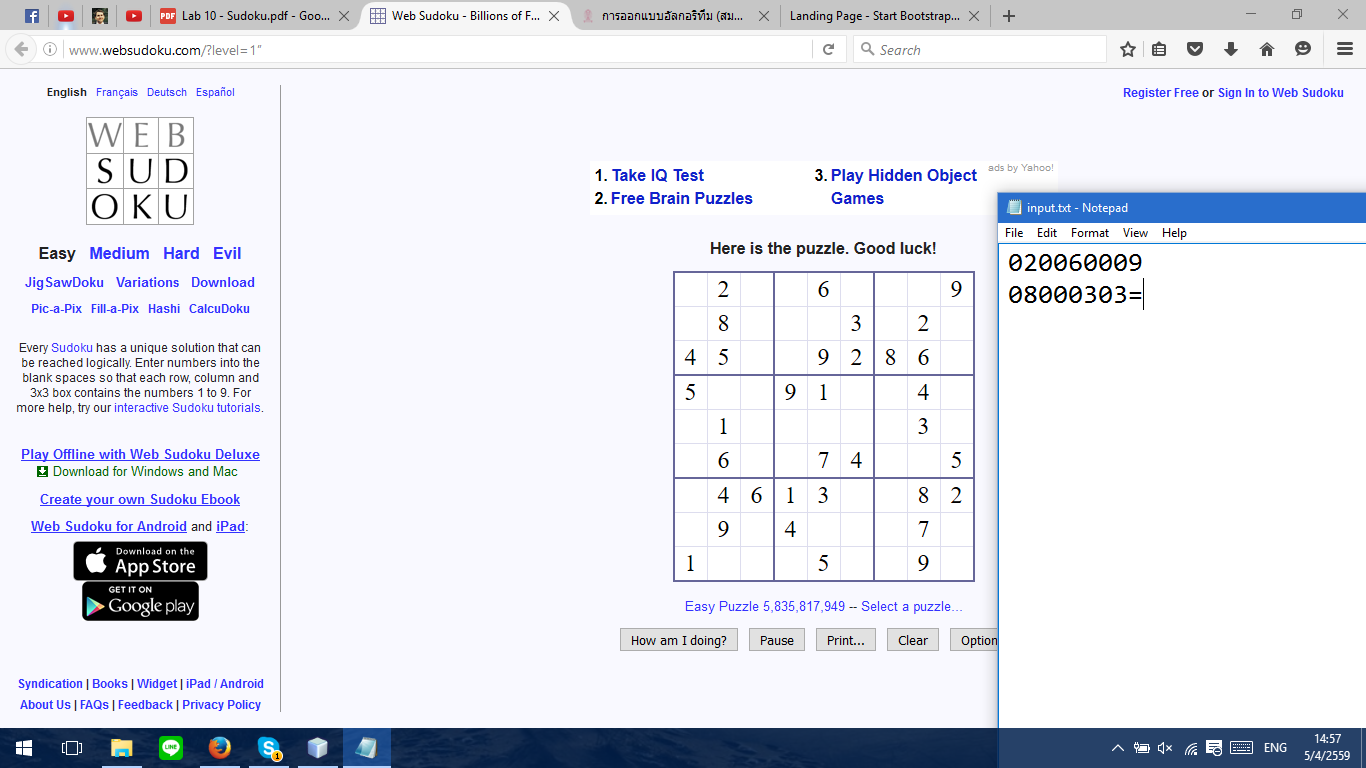 Lab 10 - Sudoku.pdf - Goo...
Web Sudoku - Billions of F...
การออกแบบอัลกอริทึม (สม...
Landing Page - Start Bootstrap...
www.websudoku.com/?level=1"
Search
English Français Deutsch Español
Register Free or Sign In to Web Sudoku
WEB
SUD
OKU
ads by Yahoo!
1. Take IQ Test
2. Free Brain Puzzles
3. Play Hidden Object
Games
Easy Medium Hard Evil
JigSawDoku Variations Download
Pic-a-Pix Fill-a-Pix Hashi CalcuDoku
Every Sudoku has a unique solution that can
be reached logically. Enter numbers into the
blank spaces so that each row, column and
3x3 box contains the numbers 1 to 9. For
more help, try our interactive Sudoku tutorials.
Play Offline with Web Sudoku Deluxe
Download for Windows and Mac
Create your own Sudoku Ebook
Web Sudoku for Android and iPad:
Download on the
App Store
GET IT ON
Google play
Syndication | Books | Widget | iPad / Android
About Us | FAQs | Feedback | Privacy Policy
Here is the puzzle. Good luck!
2 6 9
8 3 2
4 5 9 2 8 6
5 9 1 4
1 3
6 7 4 5
4 6 1 3 8 2
9 4 7
1 5 9
Easy Puzzle 5,835,817,949 -- Select a puzzle...
How am I doing? Pause Print... Clear Option
input.txt - Notepad
File Edit Format View Help
020060009
08000303=
1
ENG
14:57
5/4/2559